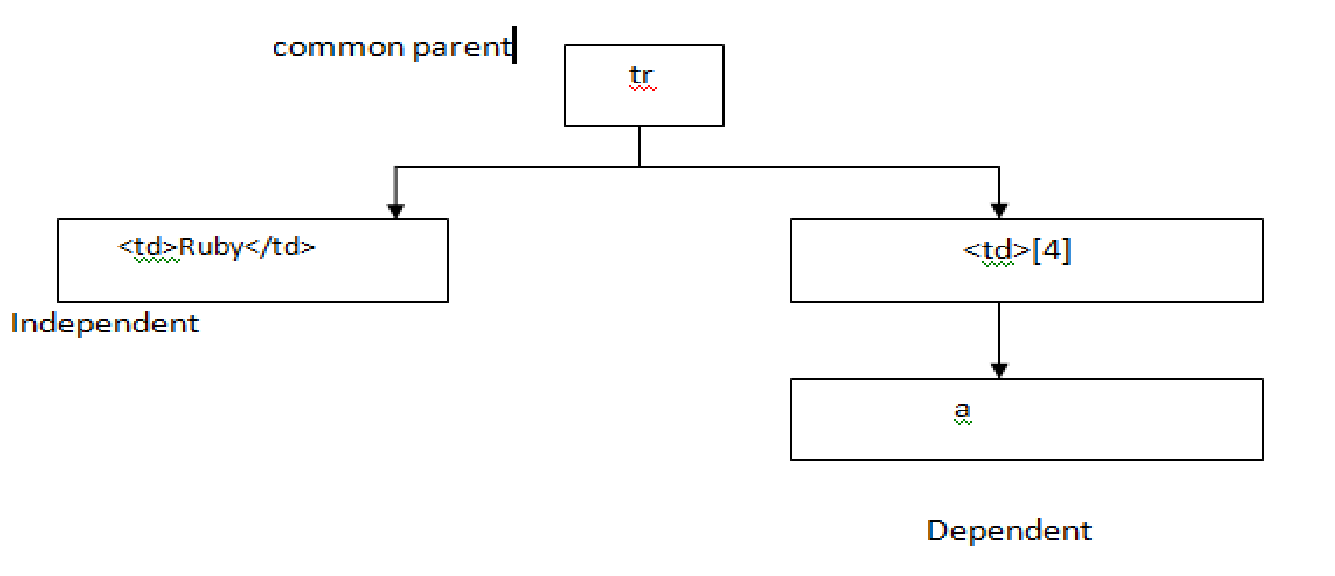 common parent
tr
<td>Ruby</td>
<td>[4]
Independent
a
Dependent